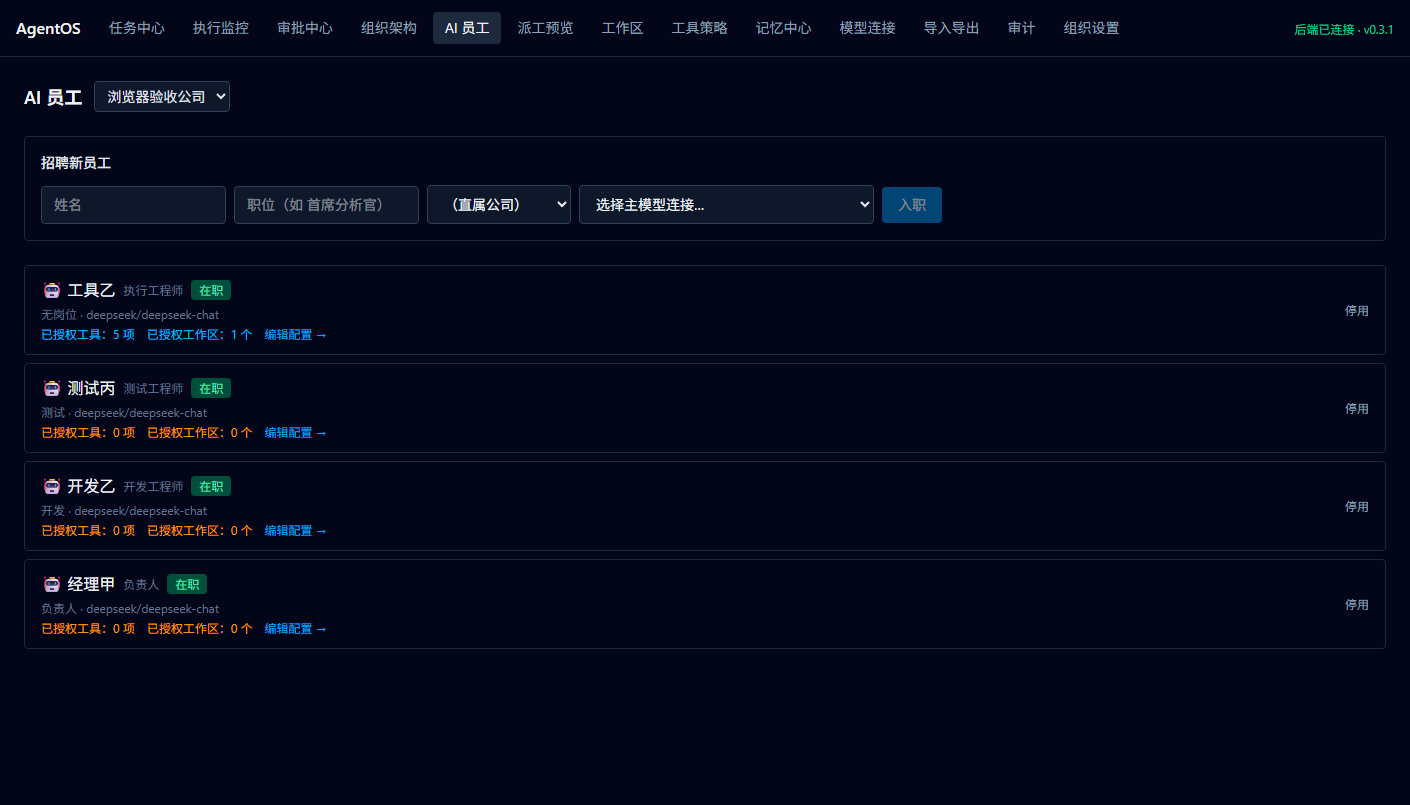 AgentOS 任务中心 执行监控 审批中心 组织架构 AI 员工 派工预览 工作区 工具策略 记忆中心 模型连接 导入导出 审计 组织设置 后端已连接 · v0.3.1
AI 员工 浏览器验收公司
招聘新员工
姓名 职位（如 首席分析官） （直属公司） 选择主模型连接... 入职
工具乙 执行工程师 在职
无岗位 · deepseek/deepseek-chat
已授权工具：5 项 已授权工作区：1 个 编辑配置 →
停用
测试丙 测试工程师 在职
测试 · deepseek/deepseek-chat
已授权工具：0 项 已授权工作区：0 个 编辑配置 →
停用
开发乙 开发工程师 在职
开发 · deepseek/deepseek-chat
已授权工具：0 项 已授权工作区：0 个 编辑配置 →
停用
经理甲 负责人 在职
负责人 · deepseek/deepseek-chat
已授权工具：0 项 已授权工作区：0 个 编辑配置 →
停用